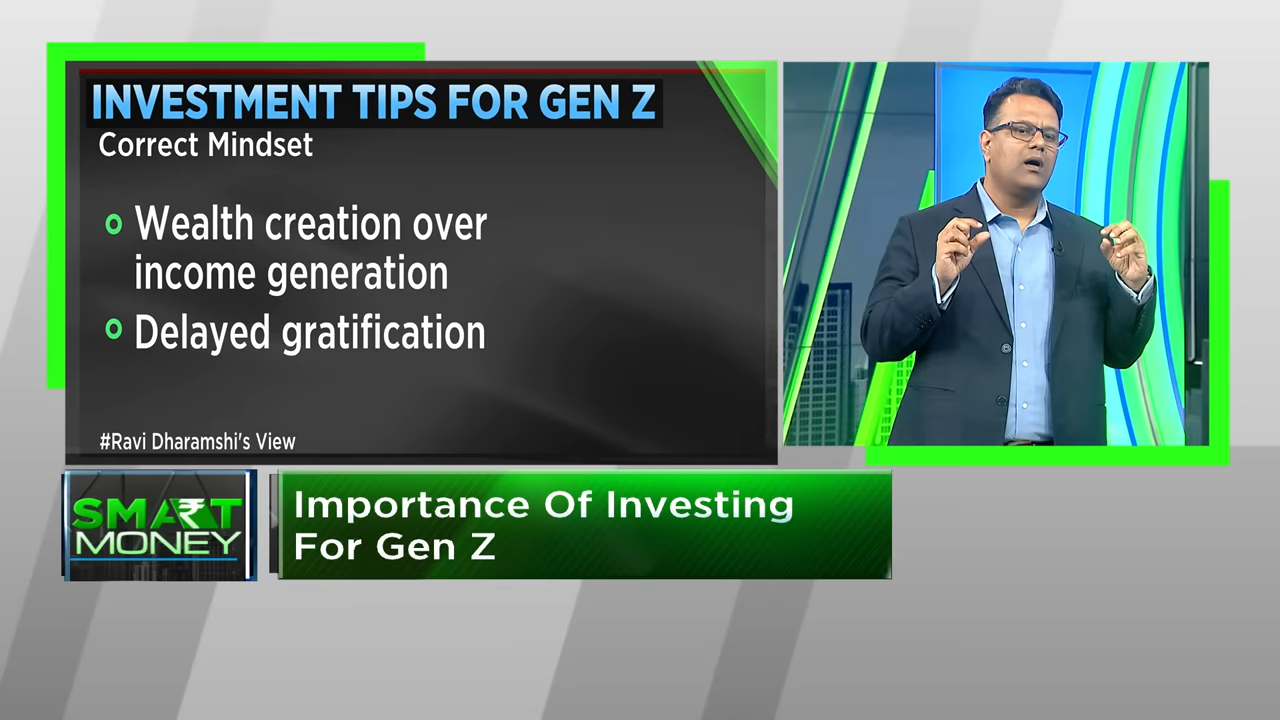 INVESTMENT TIPS FOR GEN Z
Correct Mindset
Wealth creation over
income generation
Delayed gratification
#Ravi Dharamshi's View
SMART
MONEY
Importance Of Investing
For Gen Z